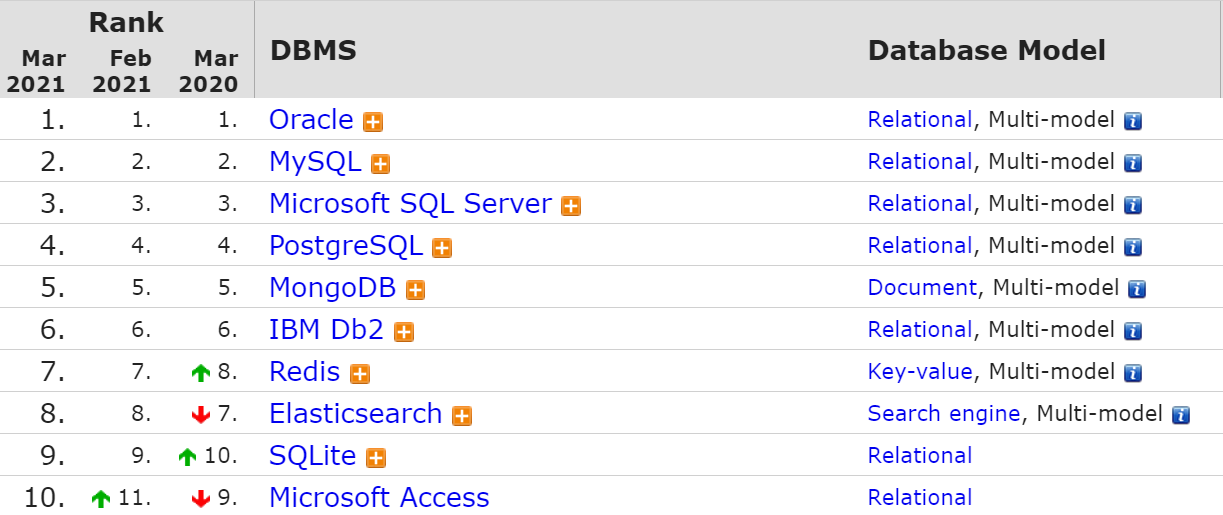 Rank
Mar 2021 Feb 2021 Mar 2020 DBMS Database Model
1. 1. 1. Oracle Relational, Multi-model
2. 2. 2. MySQL Relational, Multi-model
3. 3. 3. Microsoft SQL Server Relational, Multi-model
4. 4. 4. PostgreSQL Relational, Multi-model
5. 5. 5. MongoDB Document, Multi-model
6. 6. 6. IBM Db2 Relational, Multi-model
7. 7. 8. Redis Key-value, Multi-model
8. 8. 7. Elasticsearch Search engine, Multi-model
9. 9. 10. SQLite Relational
10. 11. 9. Microsoft Access Relational